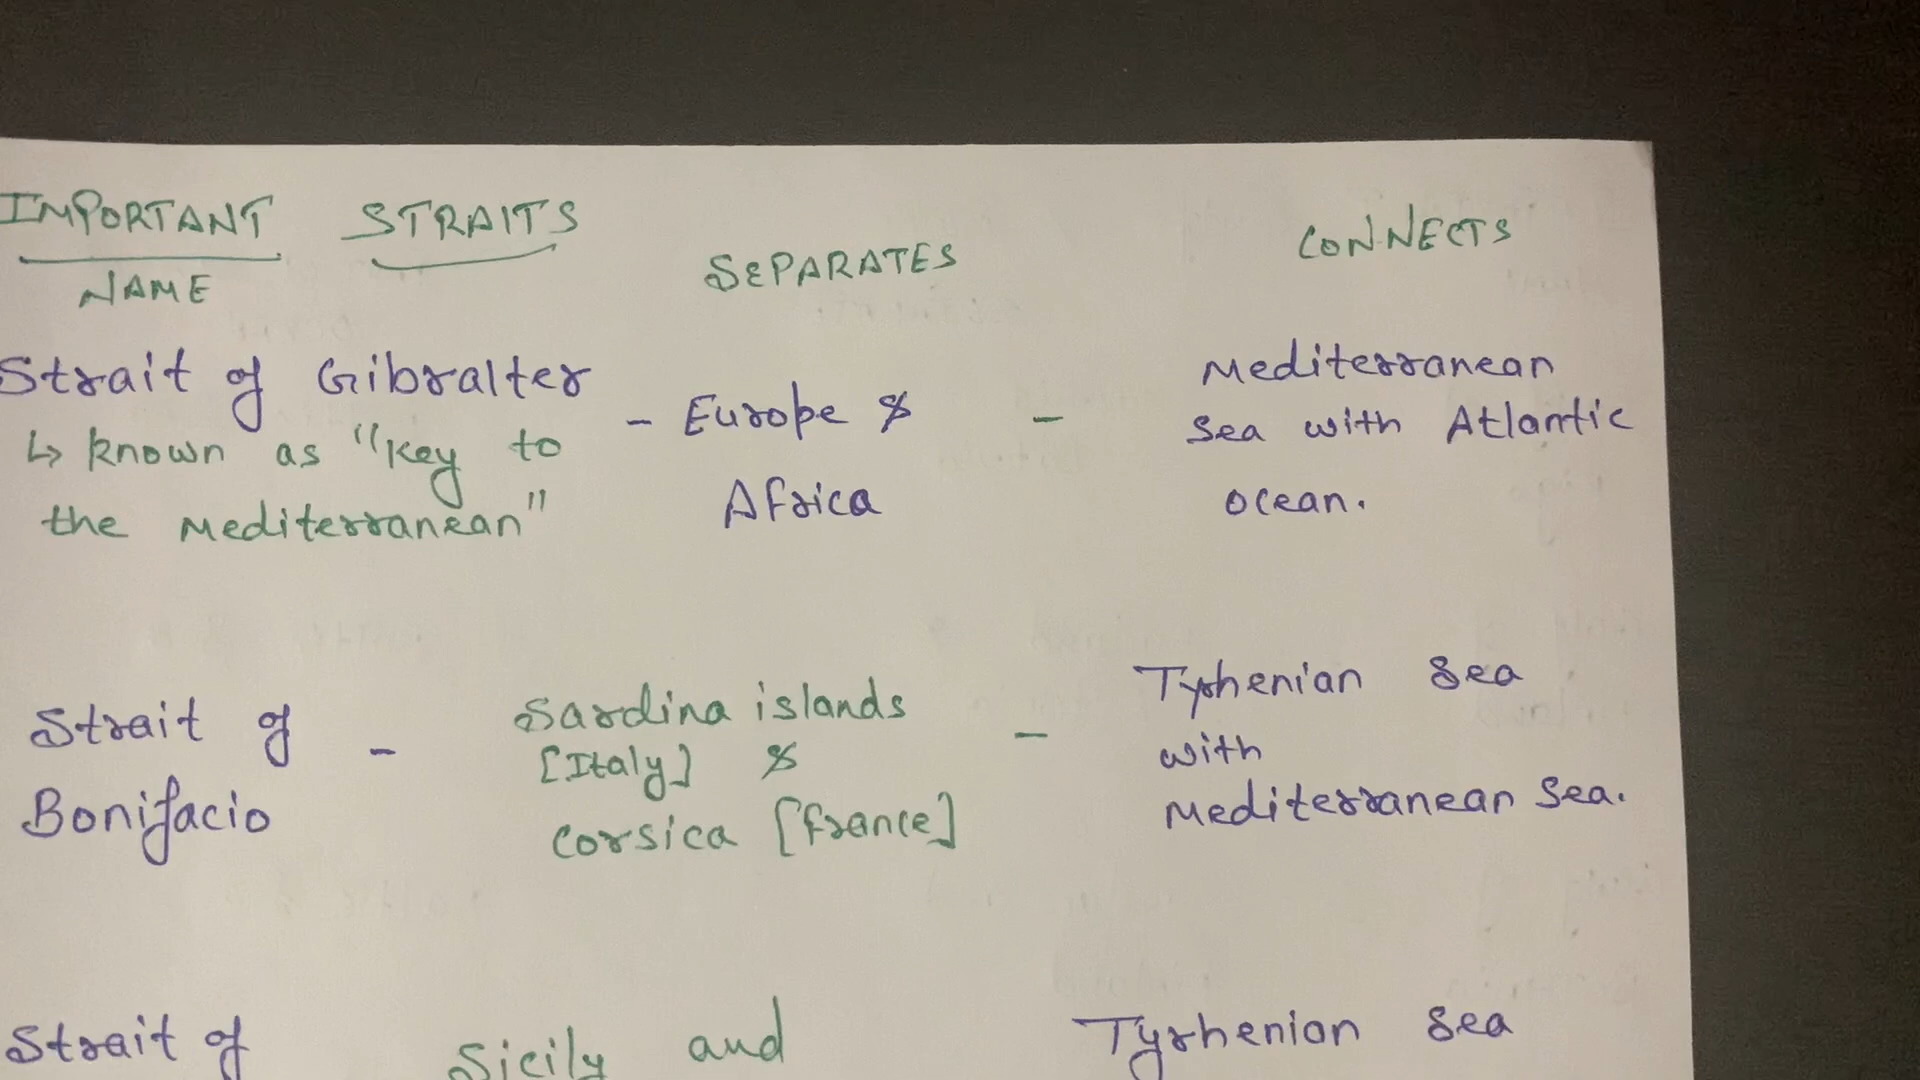 IMPORTANT STRAITS
NAME
SEPARATES
CONNECTS
Strait of Gibralter
↳ known as "Key to
the Mediterranean"
- Europe &
Africa
-
Mediterranean
Sea with Atlantic
Ocean.
Strait of
Bonifacio
-
Sardina islands
[Italy] &
Corsica [France]
-
Tyrhenian Sea
with
Mediterranean Sea.
Strait of
Sicily and
Tyrhenian Sea